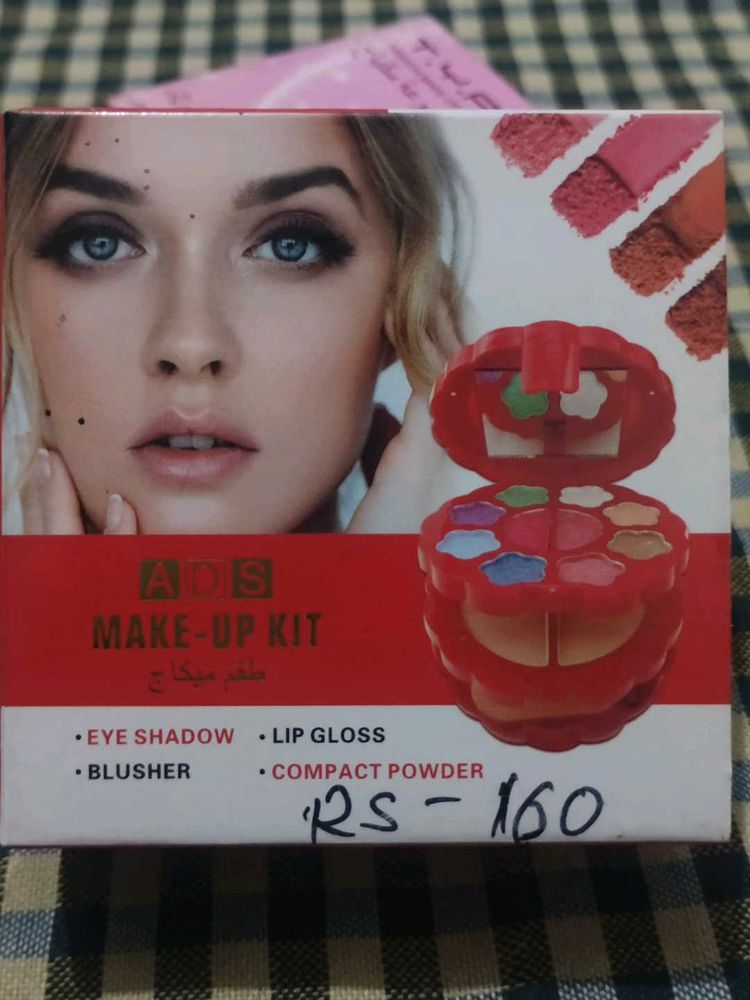 ADS
MAKE-UP KIT
طقم ميكاج
• EYE SHADOW • LIP GLOSS
• BLUSHER • COMPACT POWDER
RS - 160